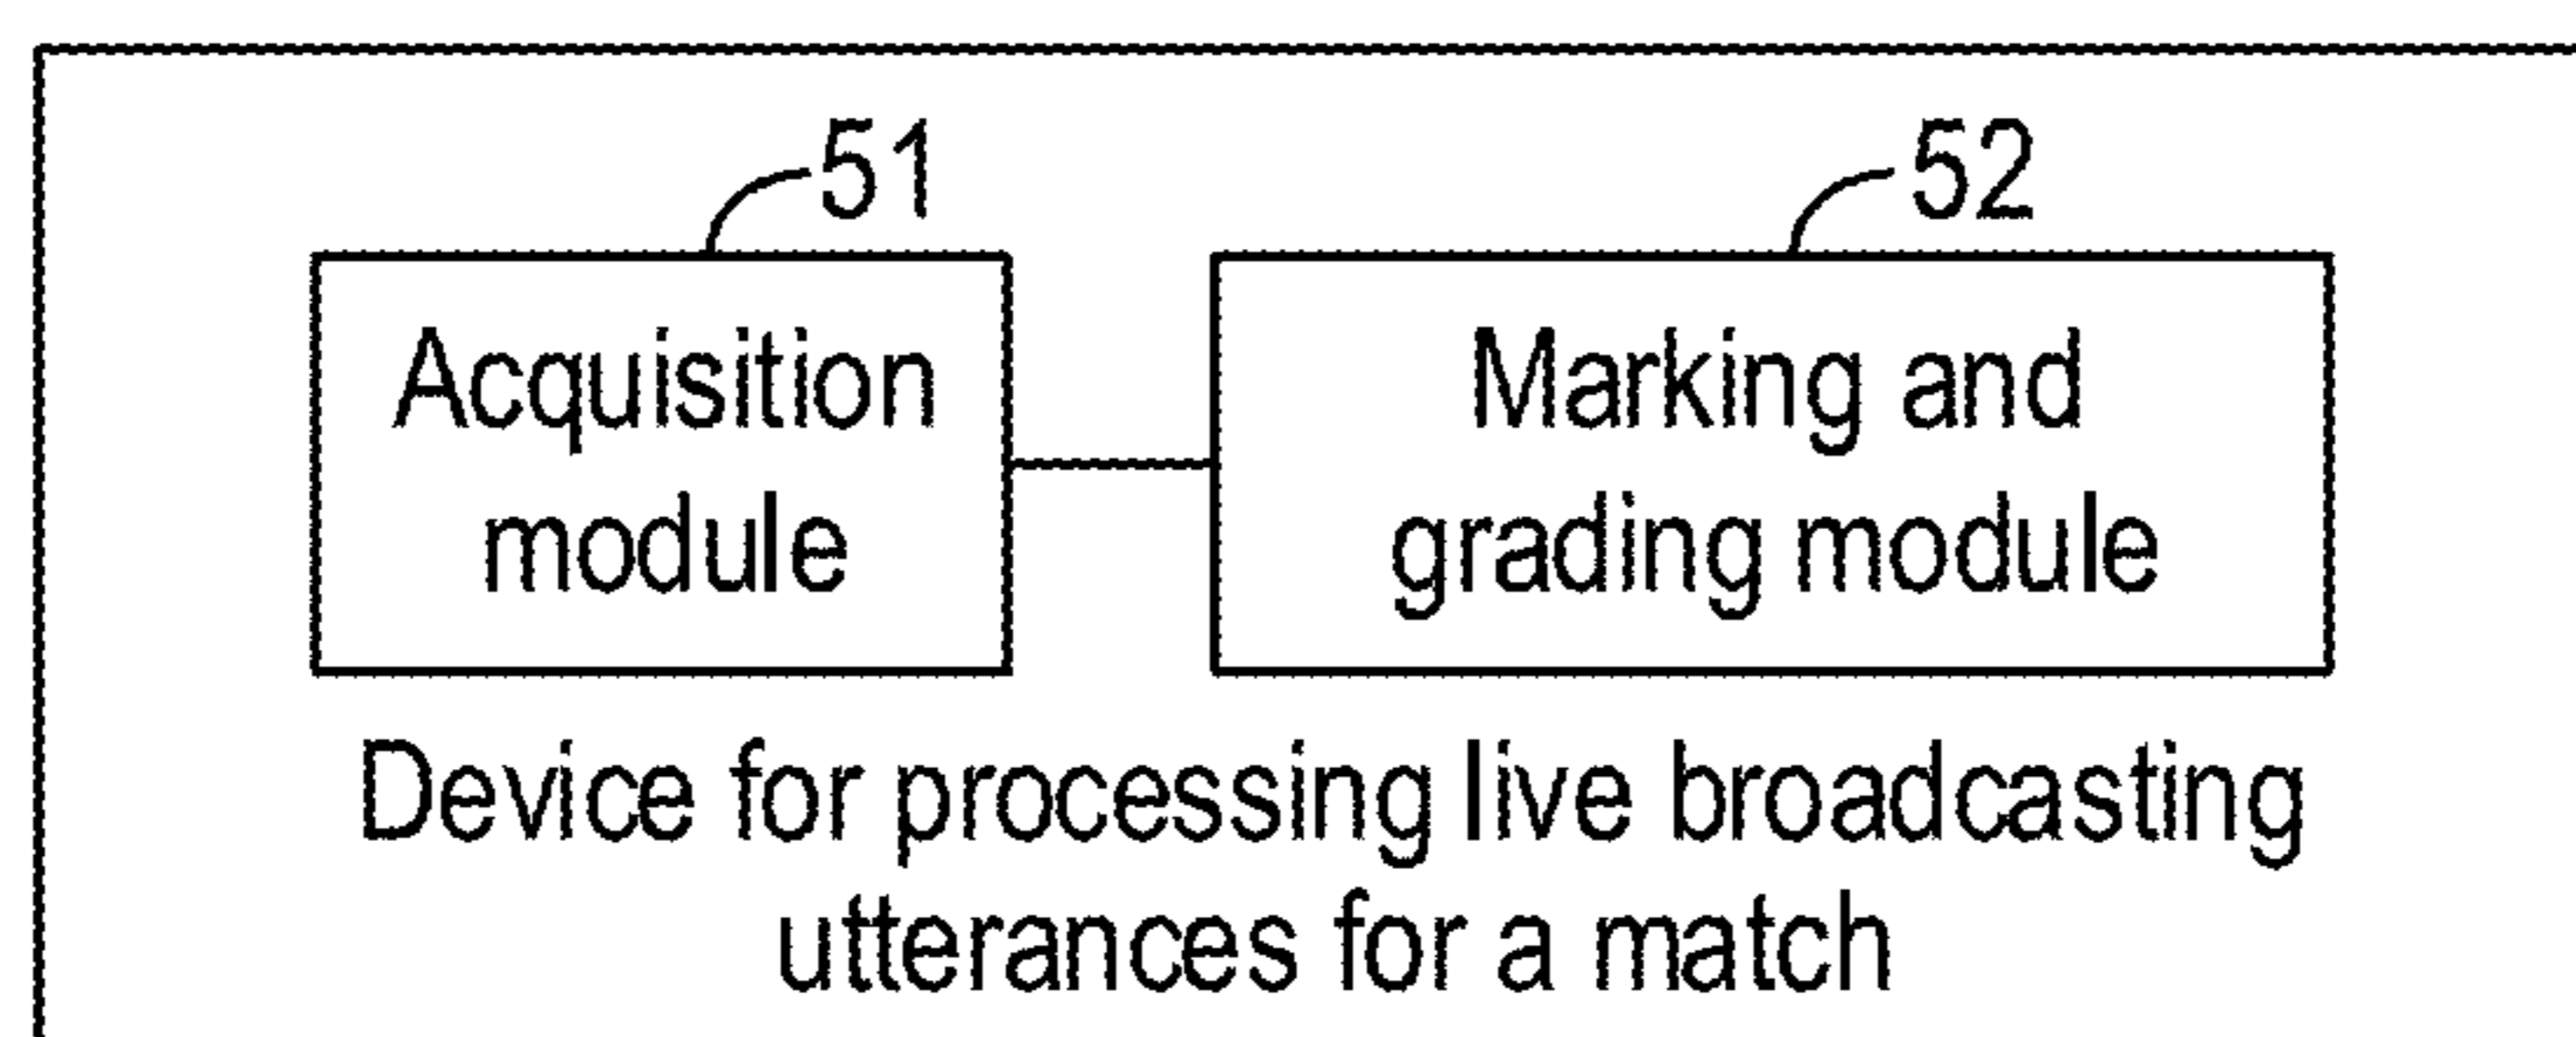 51
52
Acquisition
module
Marking and
grading module
Device for processing live broadcasting
utterances for a match